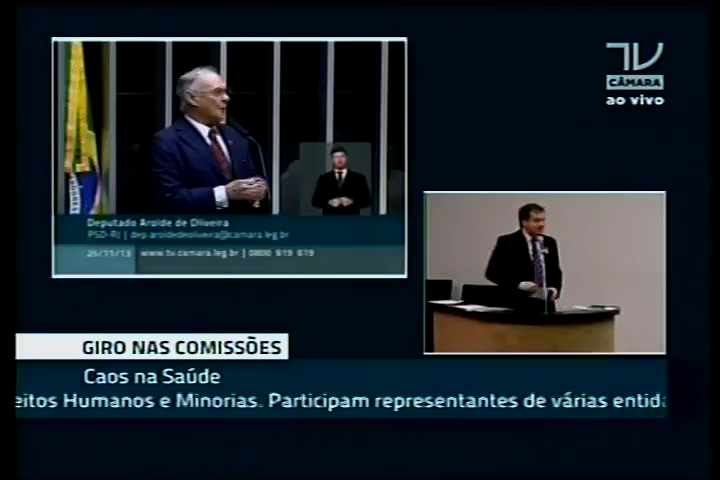 TV
CÂMARA
ao vivo
Deputado Arolde de Oliveira
PSD-RJ | dep.aroldedeoliveira@camara.leg.br
26/11/13 www.tv.camara.leg.br | 0800 619 619
GIRO NAS COMISSÕES
Caos na Saúde
eitos Humanos e Minorias. Participam representantes de várias entid